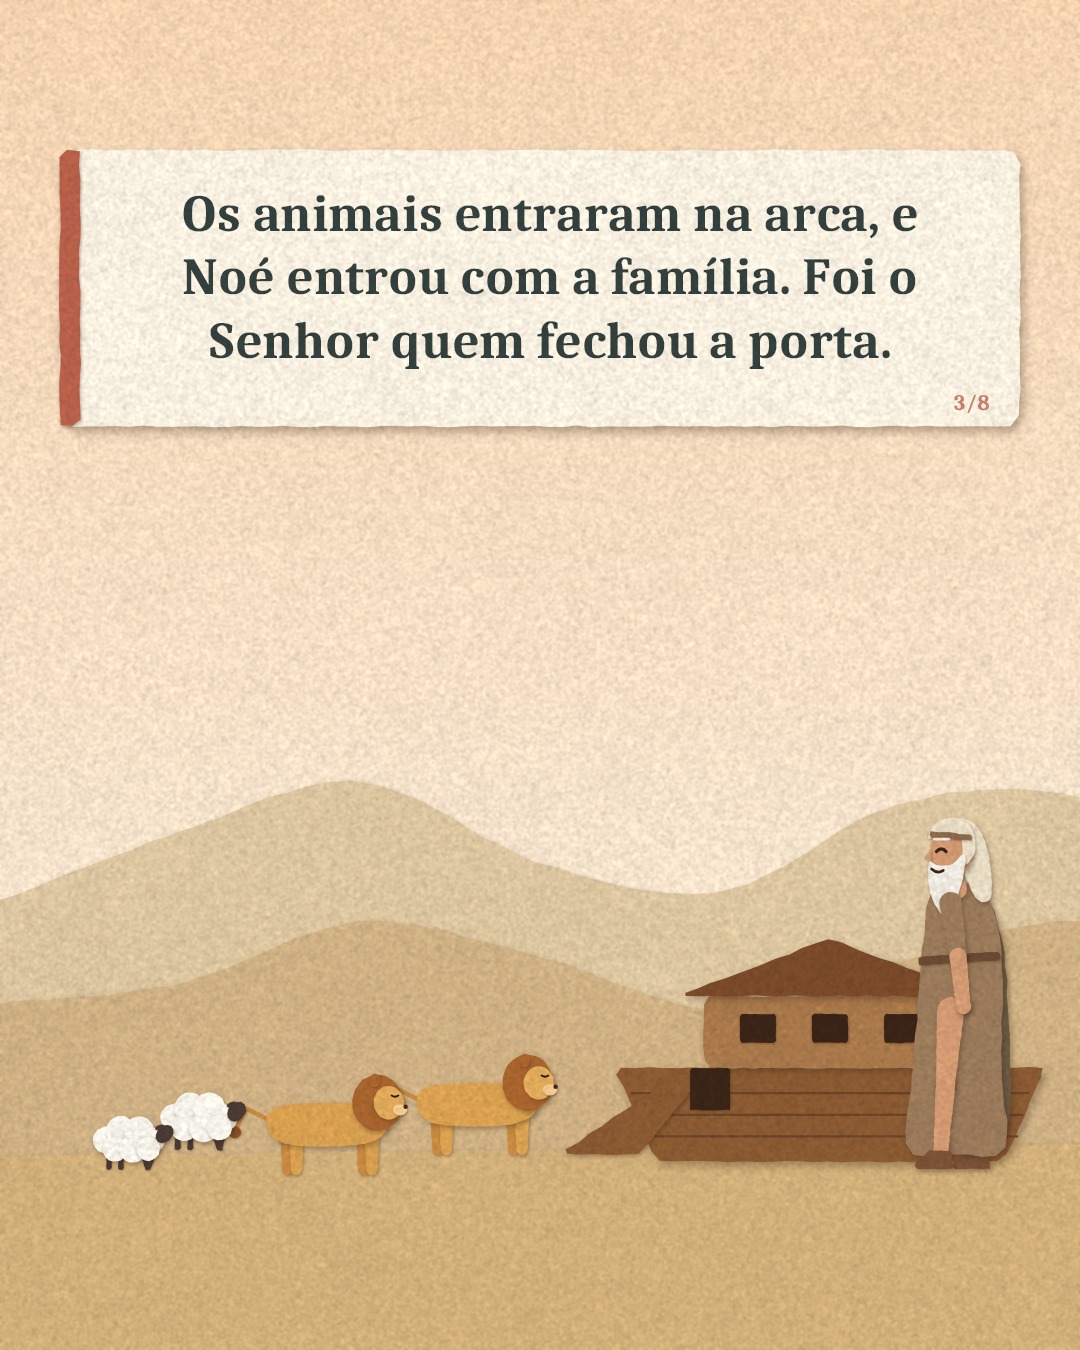 Os animais entraram na arca, e
Noé entrou com a família. Foi o
Senhor quem fechou a porta.
3/8